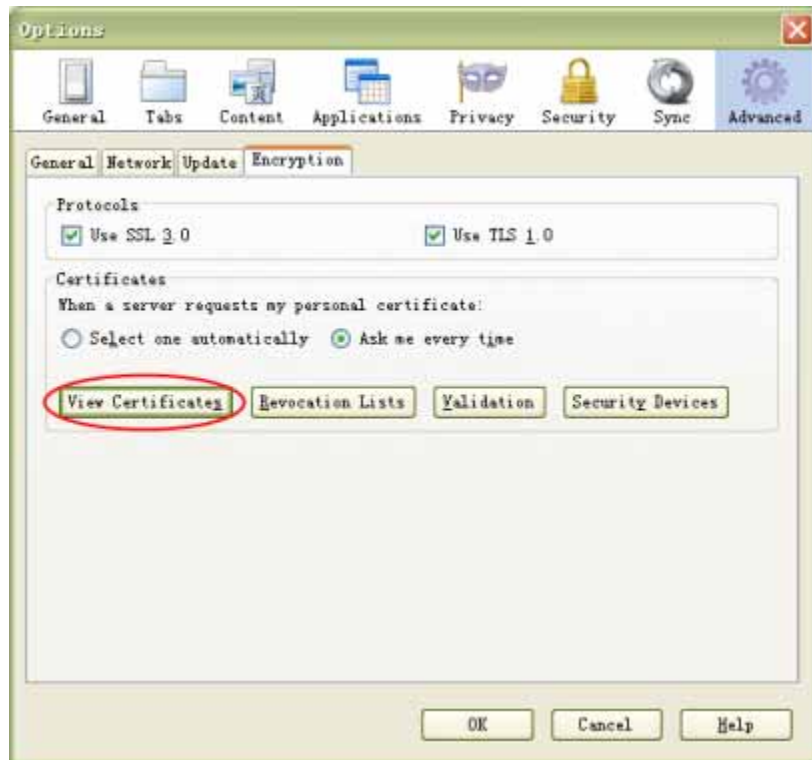 Options
General Tabs Content Applications Privacy Security Sync Advanced
General Network Update Encryption
Protocols
Use SSL 3.0 Use TLS 1.0
Certificates
When a server requests my personal certificate:
Select one automatically Ask me every time
View Certificates Revocation Lists Validation Security Devices
OK Cancel Help